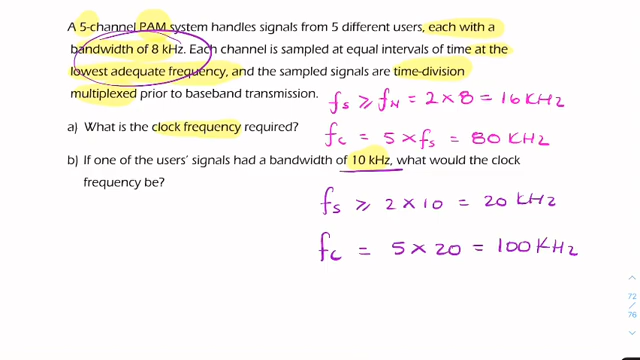 A 5-channel PAM system handles signals from 5 different users, each with a
bandwidth of 8 kHz. Each channel is sampled at equal intervals of time at the
lowest adequate frequency, and the sampled signals are time-division
multiplexed prior to baseband transmission.
fs ⩾ fN = 2 × 8 = 16 KHz
a) What is the clock frequency required?
fc = 5 × fs = 80 KHz
b) If one of the users' signals had a bandwidth of 10 kHz, what would the clock
frequency be?
fs ⩾ 2 × 10 = 20 KHz
fc = 5 × 20 = 100 KHz
72
76